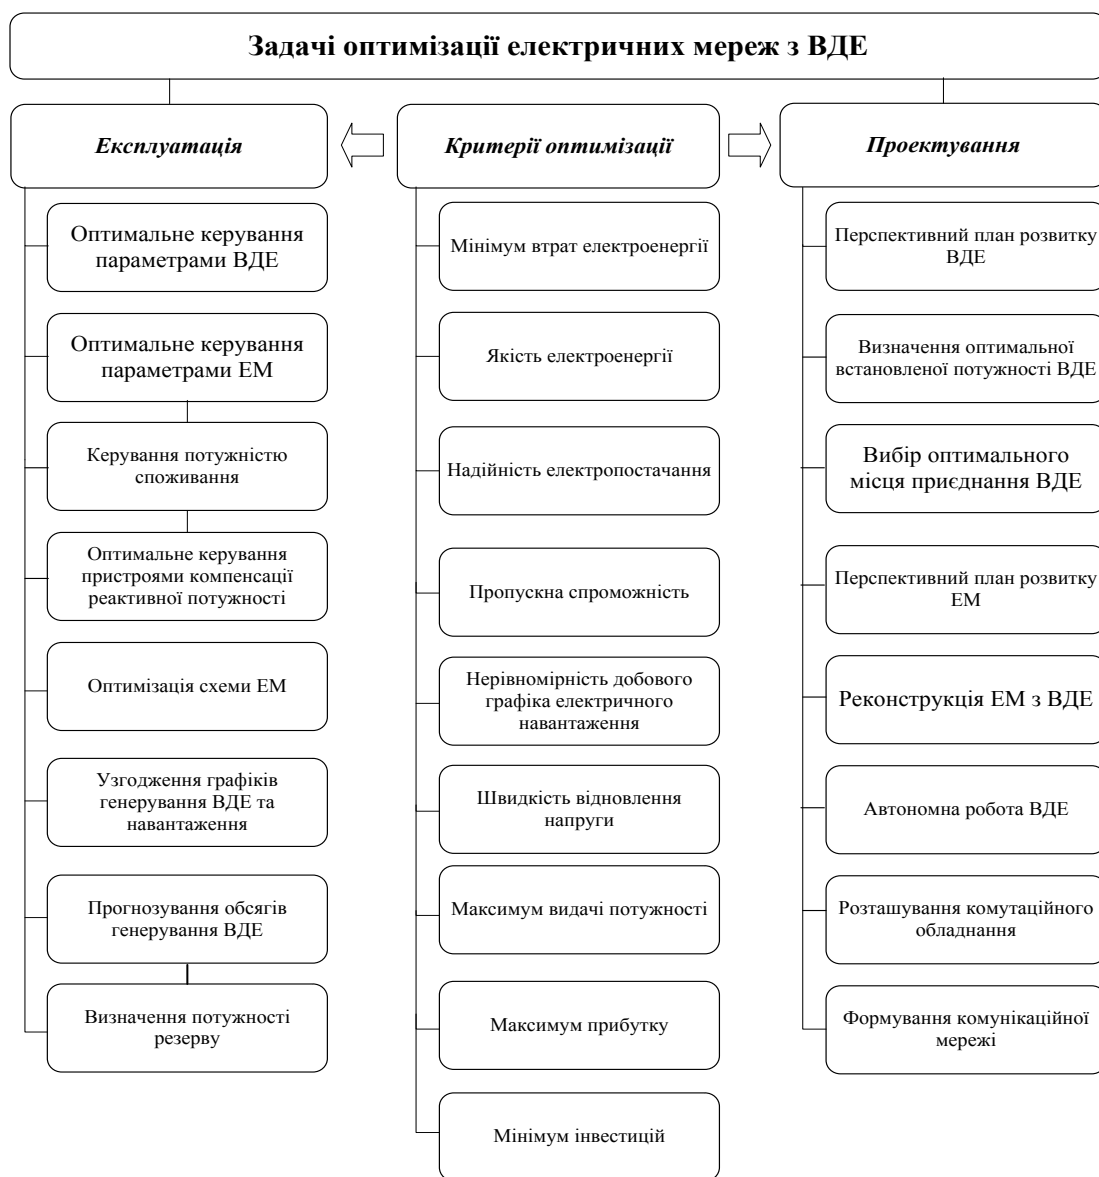 Задачі оптимізації електричних мереж з ВДЕ
Експлуатація
Оптимальне керування
параметрами ВДЕ
Оптимальне керування
параметрами ЕМ
Керування потужністю
споживання
Оптимальне керування
пристроями компенсації
реактивної потужності
Оптимізація схеми ЕМ
Узгодження графіків
генерування ВДЕ та
навантаження
Прогнозування обсягів
генерування ВДЕ
Визначення потужності
резерву
Критерії оптимізації
Мінімум втрат електроенергії
Якість електроенергії
Надійність електропостачання
Пропускна спроможність
Нерівномірність добового
графіка електричного
навантаження
Швидкість відновлення
напруги
Максимум видачі потужності
Максимум прибутку
Мінімум інвестицій
Проектування
Перспективний план розвитку
ВДЕ
Визначення оптимальної
встановленої потужності ВДЕ
Вибір оптимального
місця приєднання ВДЕ
Перспективний план розвитку
ЕМ
Реконструкція ЕМ з ВДЕ
Автономна робота ВДЕ
Розташування комутаційного
обладнання
Формування комунікаційної
мережі